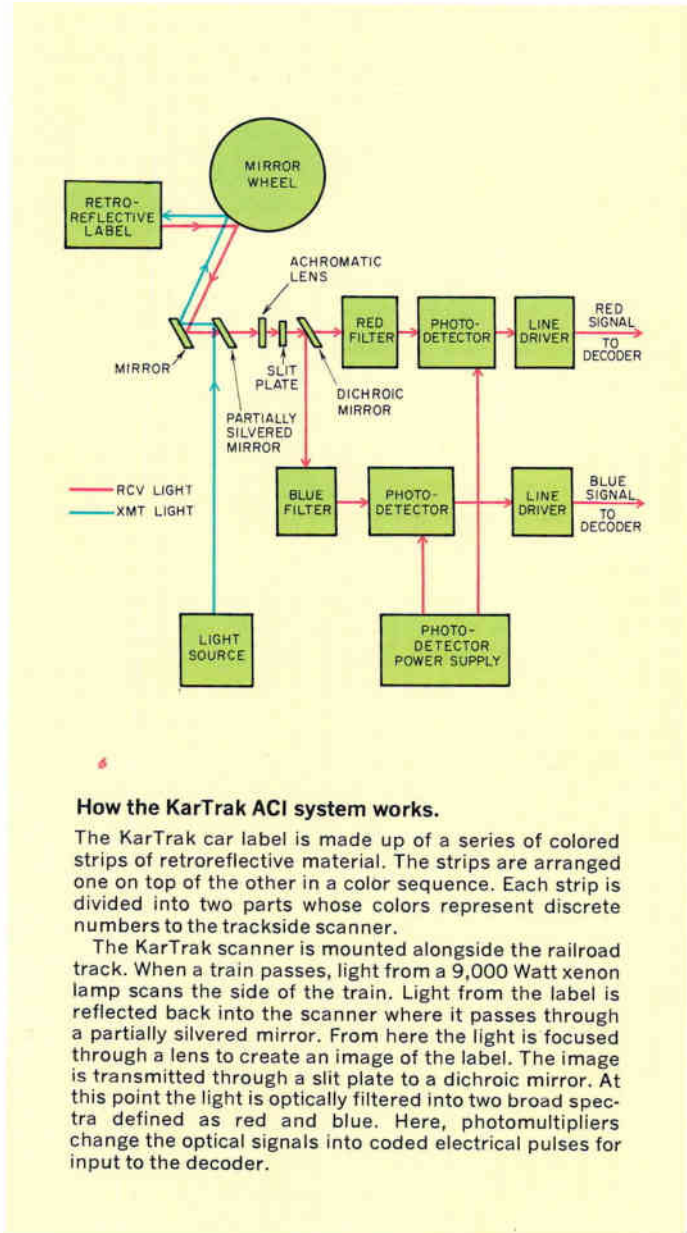 MIRROR
WHEEL
RETRO-
REFLECTIVE
LABEL
ACHROMATIC
LENS
RED
FILTER
PHOTO-
DETECTOR
LINE
DRIVER
RED
SIGNAL
TO
DECODER
MIRROR
SLIT
PLATE
DICHROIC
MIRROR
PARTIALLY
SILVERED
MIRROR
RCV LIGHT
XMT LIGHT
BLUE
FILTER
PHOTO-
DETECTOR
LINE
DRIVER
BLUE
SIGNAL
TO
DECODER
LIGHT
SOURCE
PHOTO-
DETECTOR
POWER SUPPLY
How the KarTrak ACI system works.
The KarTrak car label is made up of a series of colored
strips of retroreflective material. The strips are arranged
one on top of the other in a color sequence. Each strip is
divided into two parts whose colors represent discrete
numbers to the trackside scanner.
The KarTrak scanner is mounted alongside the railroad
track. When a train passes, light from a 9,000 Watt xenon
lamp scans the side of the train. Light from the label is
reflected back into the scanner where it passes through
a partially silvered mirror. From here the light is focused
through a lens to create an image of the label. The image
is transmitted through a slit plate to a dichroic mirror. At
this point the light is optically filtered into two broad spec-
tra defined as red and blue. Here, photomultipliers
change the optical signals into coded electrical pulses for
input to the decoder.